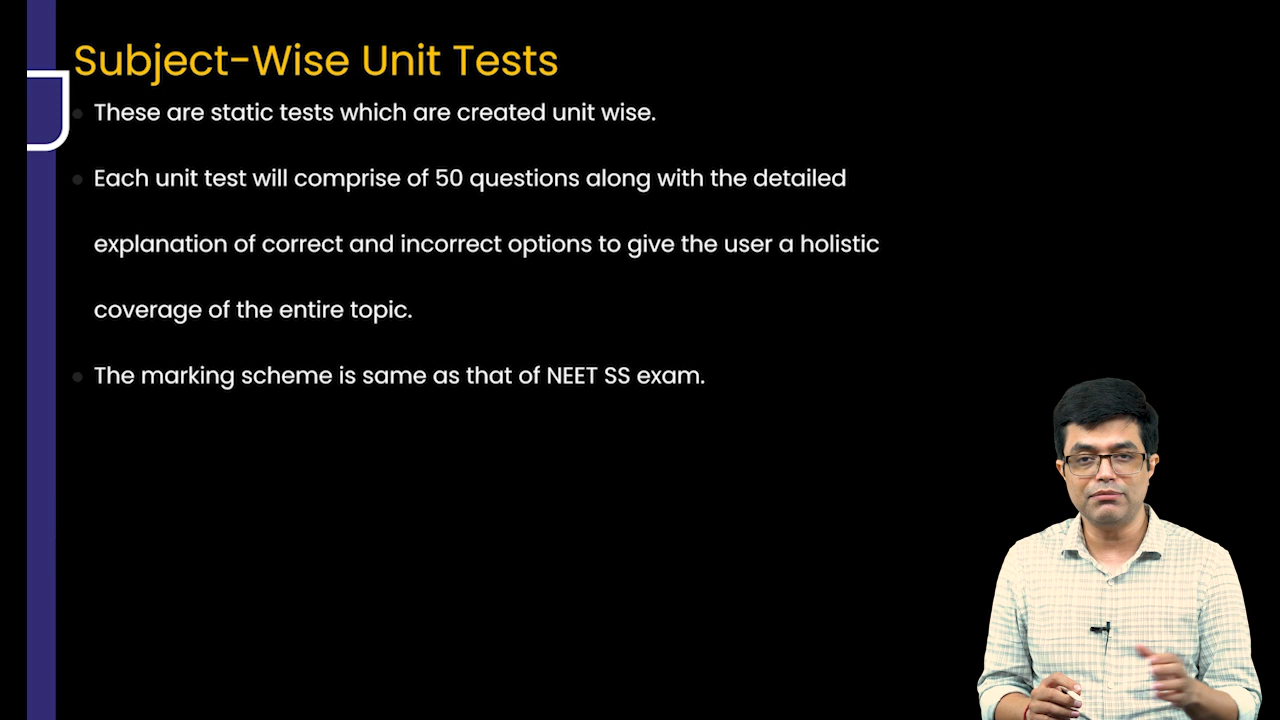 Subject-Wise Unit Tests
These are static tests which are created unit wise.
Each unit test will comprise of 50 questions along with the detailed
explanation of correct and incorrect options to give the user a holistic
coverage of the entire topic.
The marking scheme is same as that of NEET SS exam.